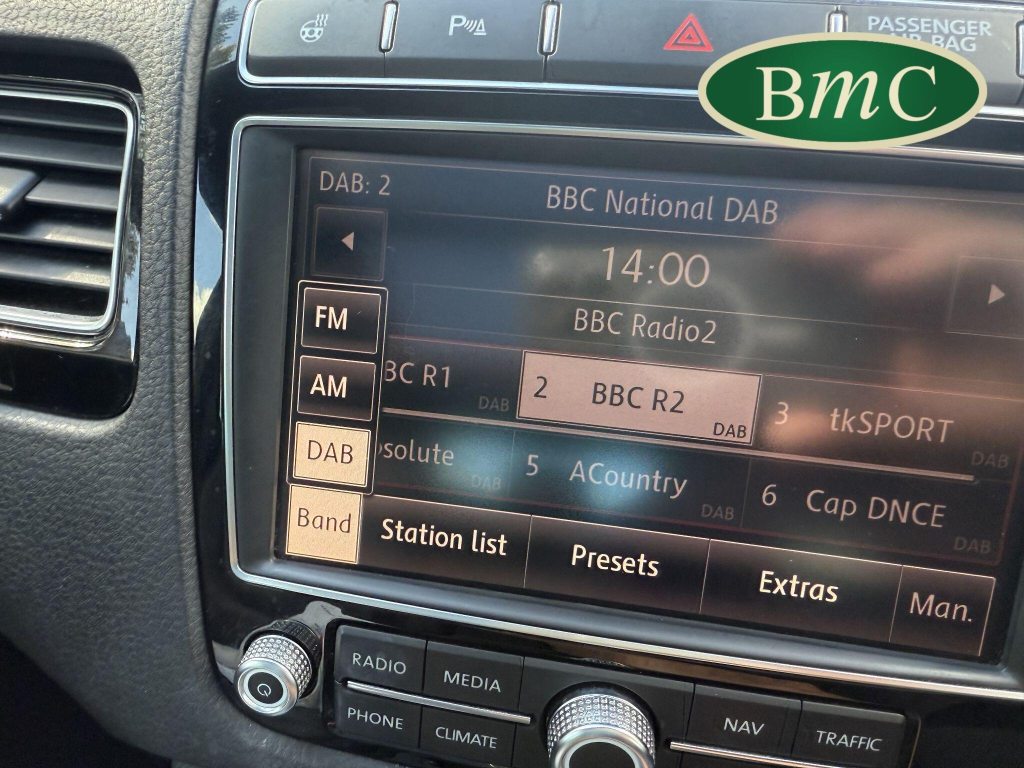 PASSENGER
BAG
BmC
DAB: 2
BBC National DAB
14:00
BBC Radio2
FM
BC R1
DAB
2 BBC R2
DAB
3 tkSPORT
DAB
AM
DAB
solute
DAB
5 ACountry
DAB
6 Cap DNCE
DAB
Band
Station list
Presets
Extras
Man.
RADIO
MEDIA
PHONE
CLIMATE
NAV
TRAFFIC